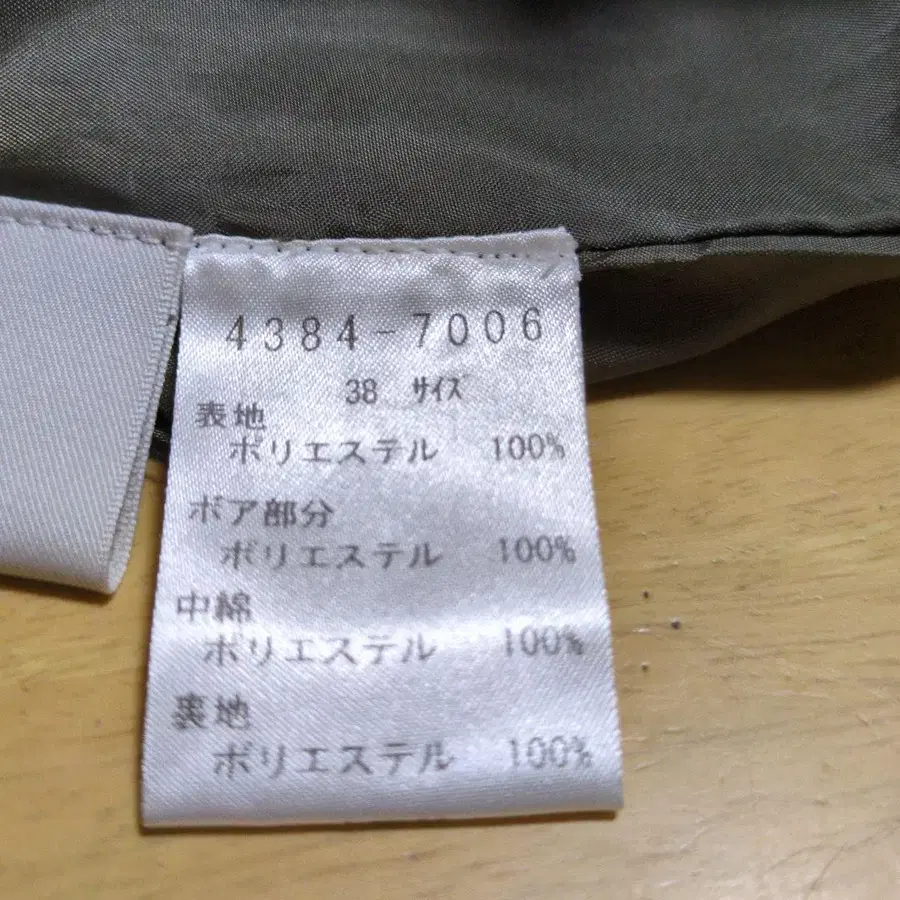 4384-7006
38 サイズ
表地
ポリエステル 100%
ボア部分
ポリエステル 100%
中綿
ポリエステル 100%
裏地
ポリエステル 100%